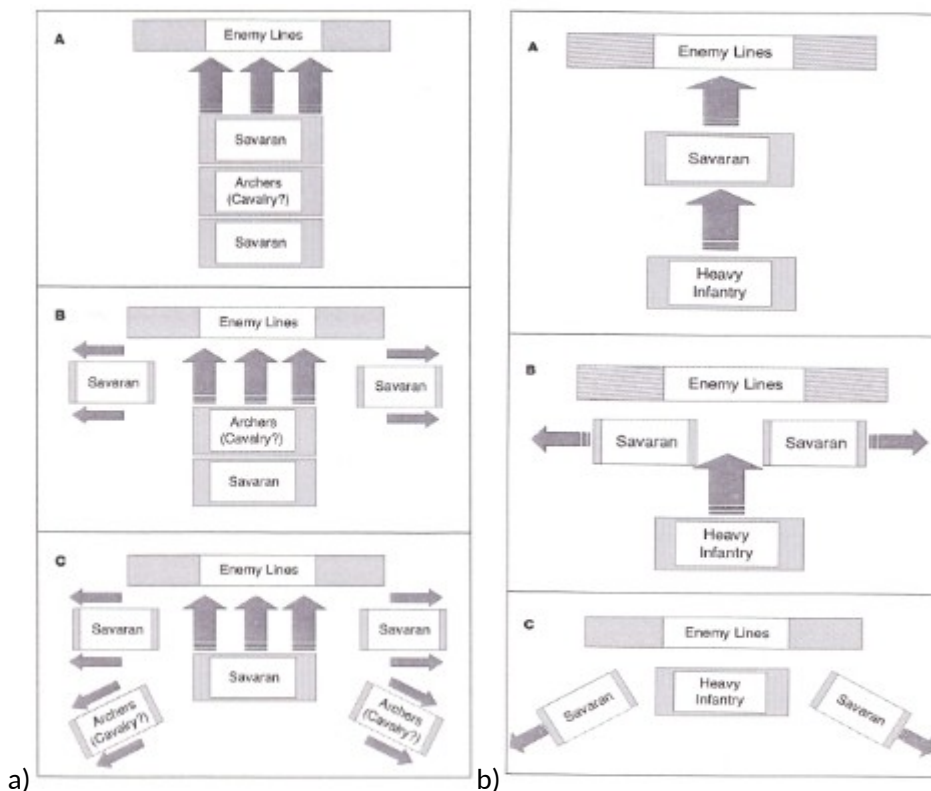 A
Enemy Lines
Savaran
Archers
(Cavalry?)
Savaran
B
Enemy Lines
Savaran
Savaran
Archers
(Cavalry?)
Savaran
C
Enemy Lines
Savaran
Savaran
Savaran
Archers
(Cavalry?)
Archers
(Cavalry?)
a)
A
Enemy Lines
Savaran
Heavy
Infantry
B
Enemy Lines
Savaran
Savaran
Heavy
Infantry
C
Enemy Lines
Heavy
Infantry
Savaran
Savaran
b)